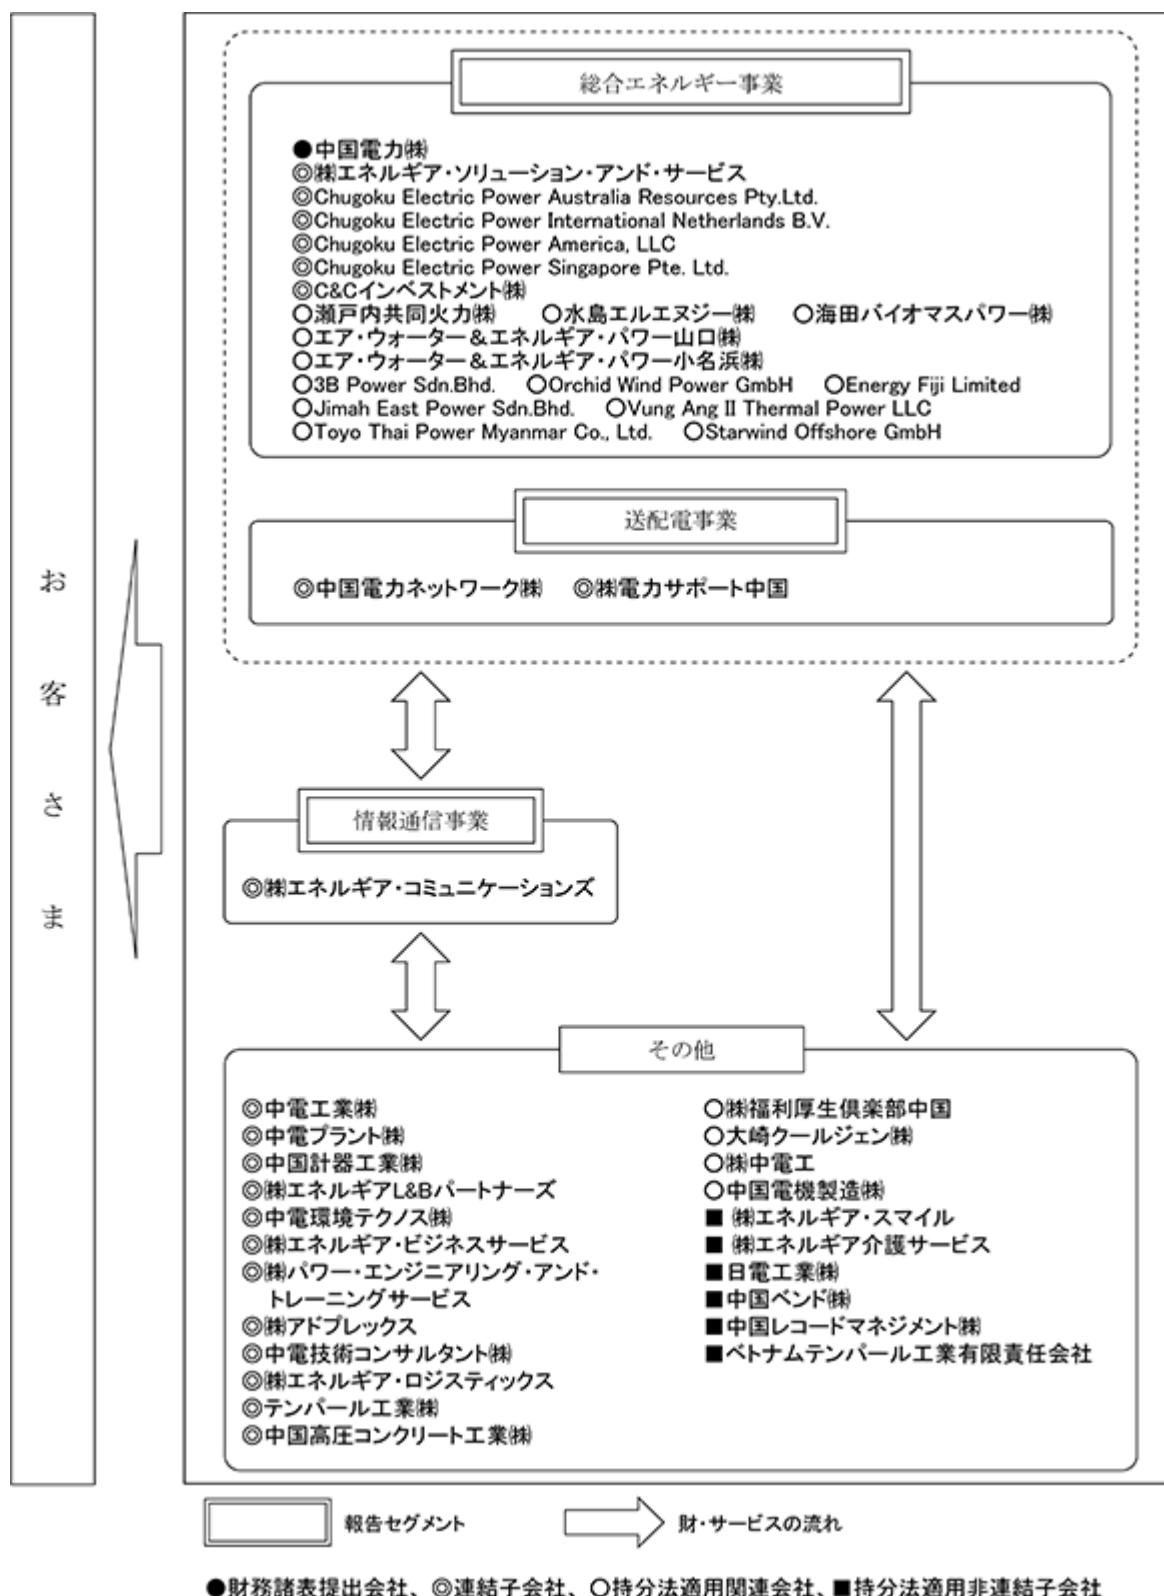 総合エネルギー事業
●中国電力㈱
◎㈱エネルギア・ソリューション・アンド・サービス
◎Chugoku Electric Power Australia Resources Pty.Ltd.
◎Chugoku Electric Power International Netherlands B.V.
◎Chugoku Electric Power America, LLC
◎Chugoku Electric Power Singapore Pte. Ltd.
◎C&Cインベストメント㈱
○瀬戸内共同火力㈱　○水島エルエヌジー㈱　○海田バイオマスパワー㈱
○エア・ウォーター＆エネルギア・パワー山口㈱
○エア・ウォーター＆エネルギア・パワー小名浜㈱
○3B Power Sdn.Bhd.　○Orchid Wind Power GmbH　○Energy Fiji Limited
○Jimah East Power Sdn.Bhd.　○Vung Ang II Thermal Power LLC
○Toyo Thai Power Myanmar Co., Ltd.　○Starwind Offshore GmbH
送配電事業
◎中国電力ネットワーク㈱　◎㈱電力サポート中国
お客さま
情報通信事業
◎㈱エネルギア・コミュニケーションズ
その他
◎中電工業㈱
◎中電プラント㈱
◎中国計器工業㈱
◎㈱エネルギアL&Bパートナーズ
◎中電環境テクノス㈱
◎㈱エネルギア・ビジネスサービス
◎㈱パワー・エンジニアリング・アンド・
トレーニングサービス
◎㈱アドプレックス
◎中電技術コンサルタント㈱
◎㈱エネルギア・ロジスティックス
◎テンパール工業㈱
◎中国高圧コンクリート工業㈱
○㈱福利厚生倶楽部中国
○大崎クールジェン㈱
○㈱中電工
○中国電機製造㈱
■ ㈱エネルギア・スマイル
■ ㈱エネルギア介護サービス
■日電工業㈱
■中国ベンド㈱
■中国レコードマネジメント㈱
■ベトナムテンパール工業有限責任会社
報告セグメント　財・サービスの流れ
●財務諸表提出会社、◎連結子会社、○持分法適用関連会社、■持分法適用非連結子会社